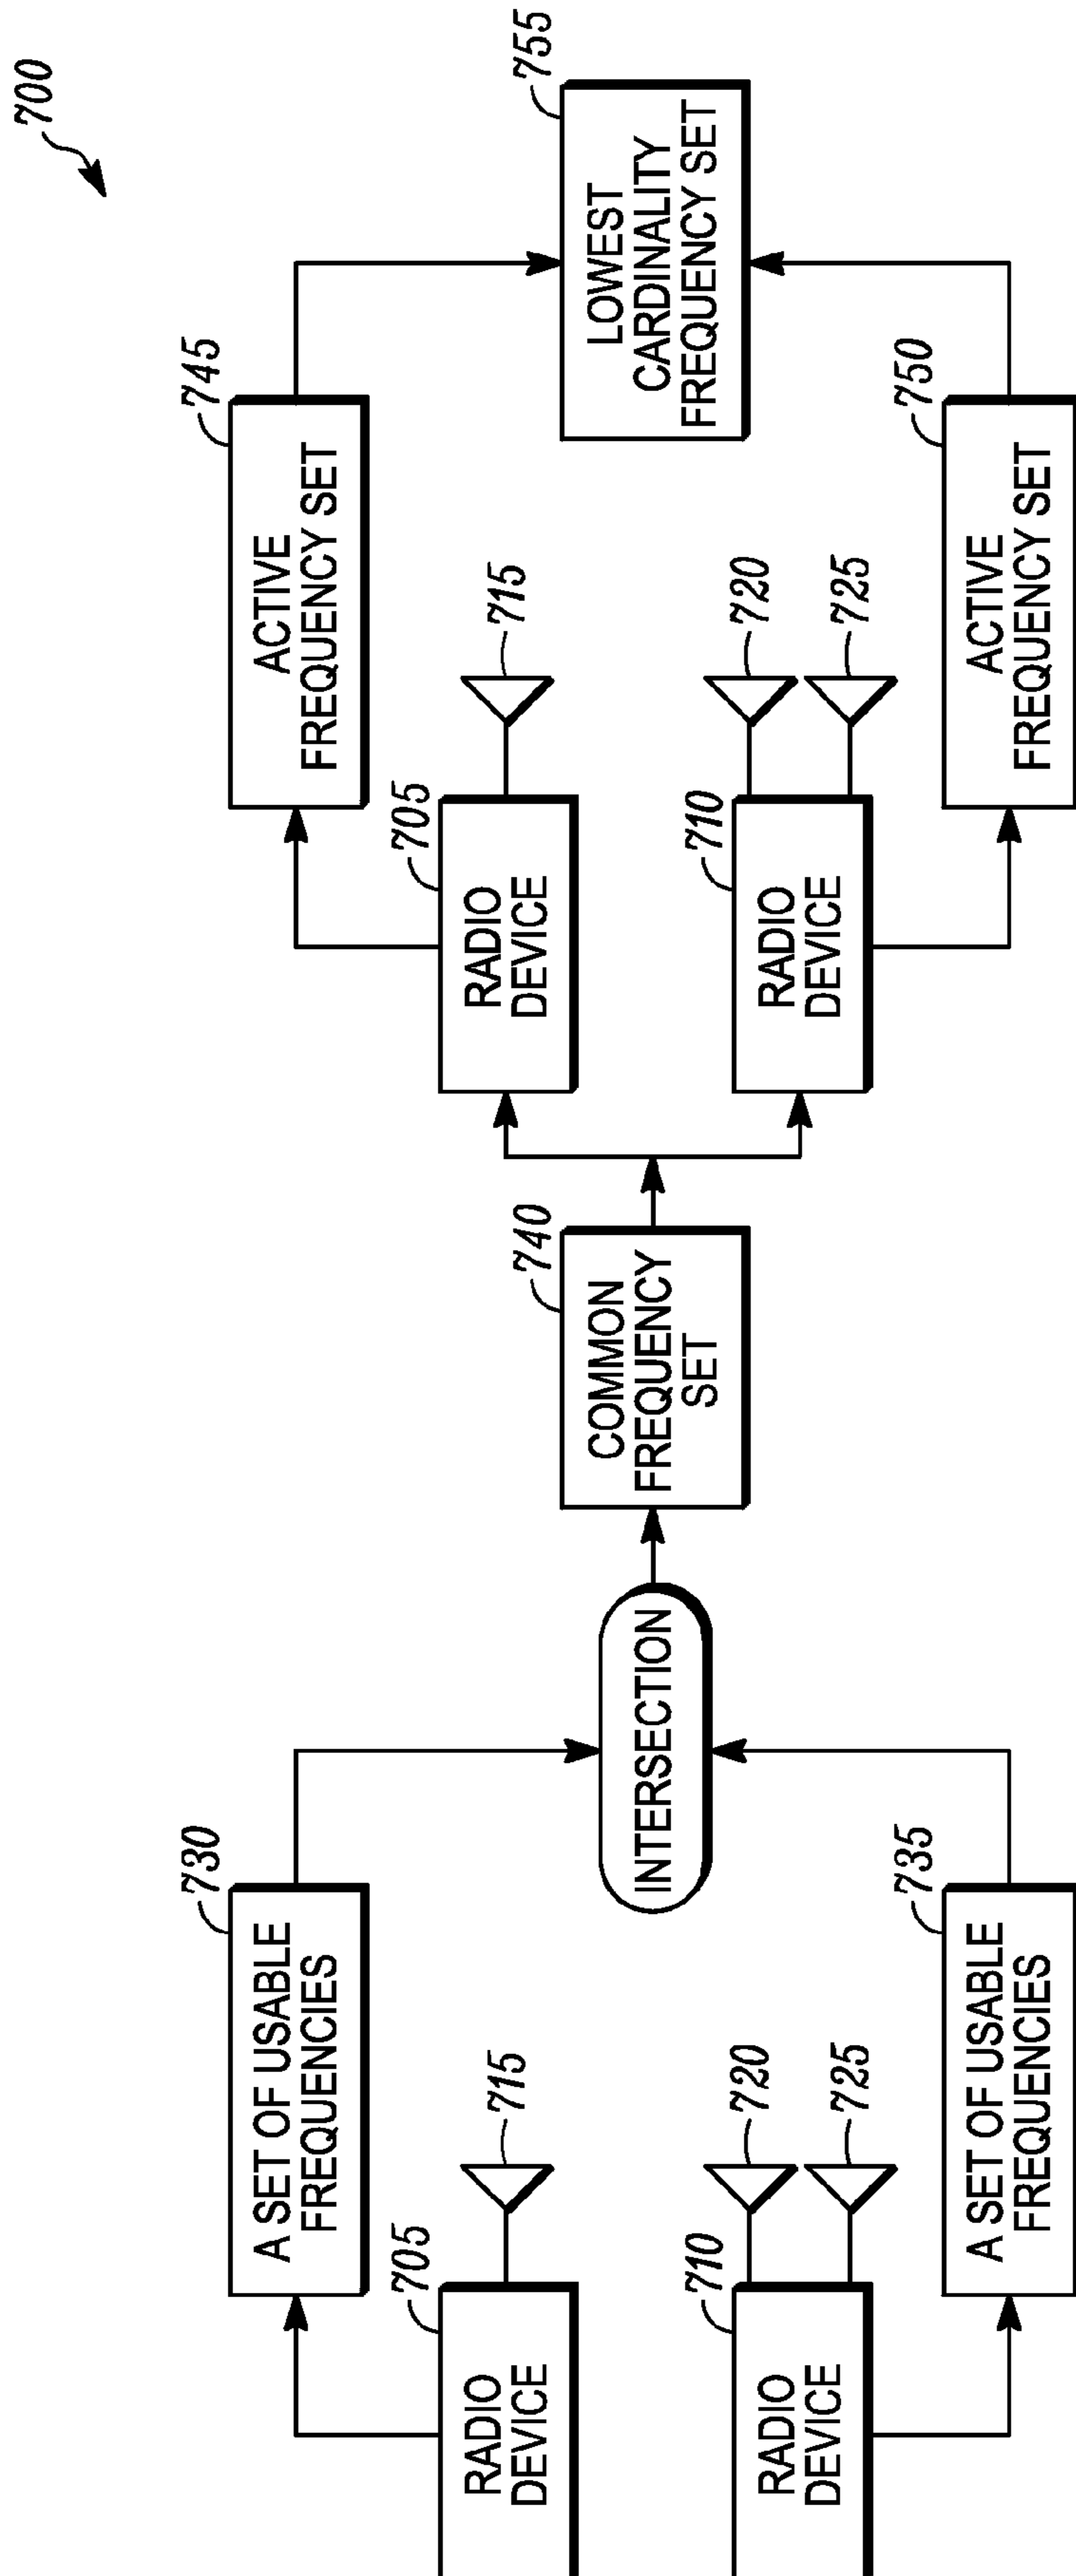 700
730
A SET OF USABLE
FREQUENCIES
705
RADIO
DEVICE
715
710
RADIO
DEVICE
720
725
735
A SET OF USABLE
FREQUENCIES
INTERSECTION
740
COMMON
FREQUENCY
SET
745
ACTIVE
FREQUENCY SET
705
RADIO
DEVICE
715
710
RADIO
DEVICE
720
725
750
ACTIVE
FREQUENCY SET
755
LOWEST
CARDINALITY
FREQUENCY SET